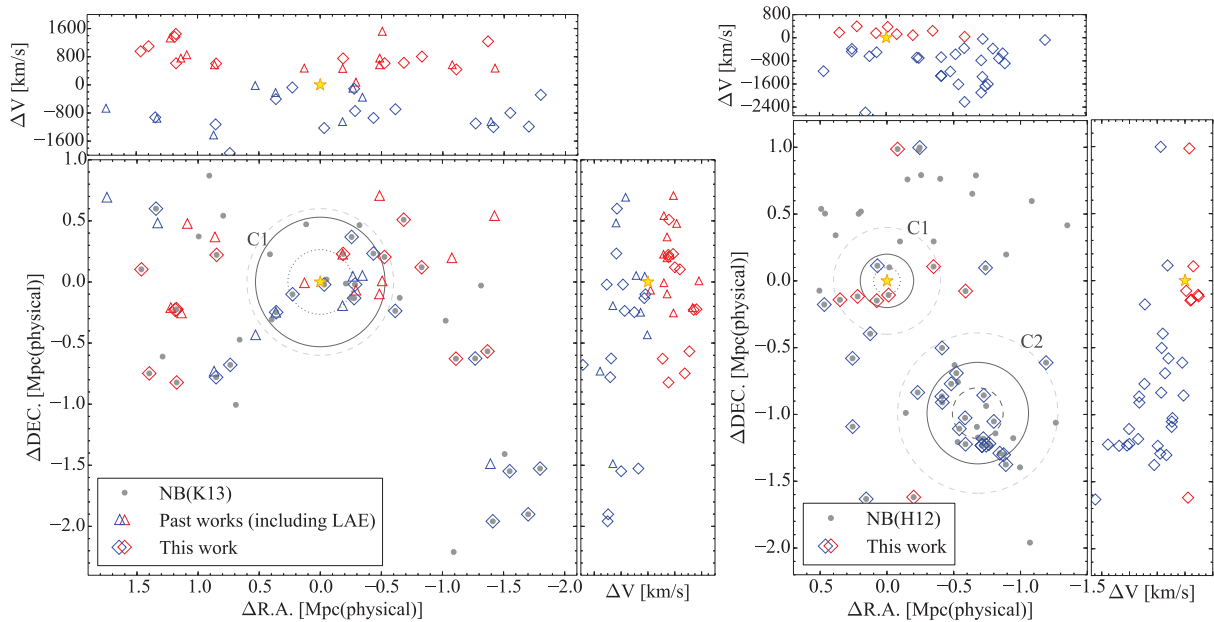 1600
800
0
−800
−1600
ΔV [km/s]
1.0
0.5
0.0
−0.5
−1.0
−1.5
−2.0
ΔDEC. [Mpc(physical)]
C1
NB(K13)
Past works (including LAE)
This work
1.5 1.0 0.5 0.0 −0.5 −1.0 −1.5 −2.0
ΔR.A. [Mpc(physical)]
ΔV km/s]
800
0
−800
−1600
−2400
ΔV [km/s]
1.0
0.5
0.0
−0.5
−1.0
−1.5
−2.0
ΔDEC. [Mpc(physical)]
C1
C2
NB(H12)
This work
0.5 0.0 −0.5 −1.0 −1.5
ΔR.A. [Mpc(physical)]
ΔV km/s]